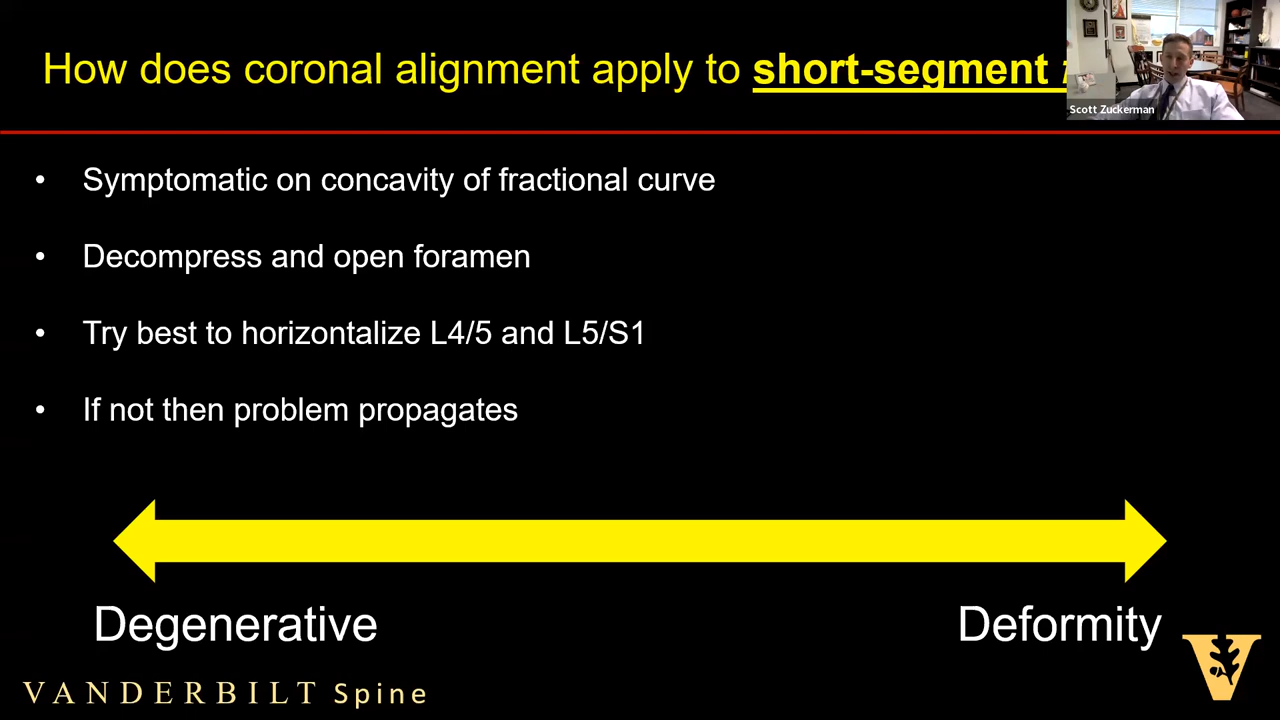 How does coronal alignment apply to short-segment
Scott Zuckerman
• Symptomatic on concavity of fractional curve
• Decompress and open foramen
• Try best to horizontalize L4/5 and L5/S1
• If not then problem propagates
Degenerative
Deformity
VANDERBILT Spine
V